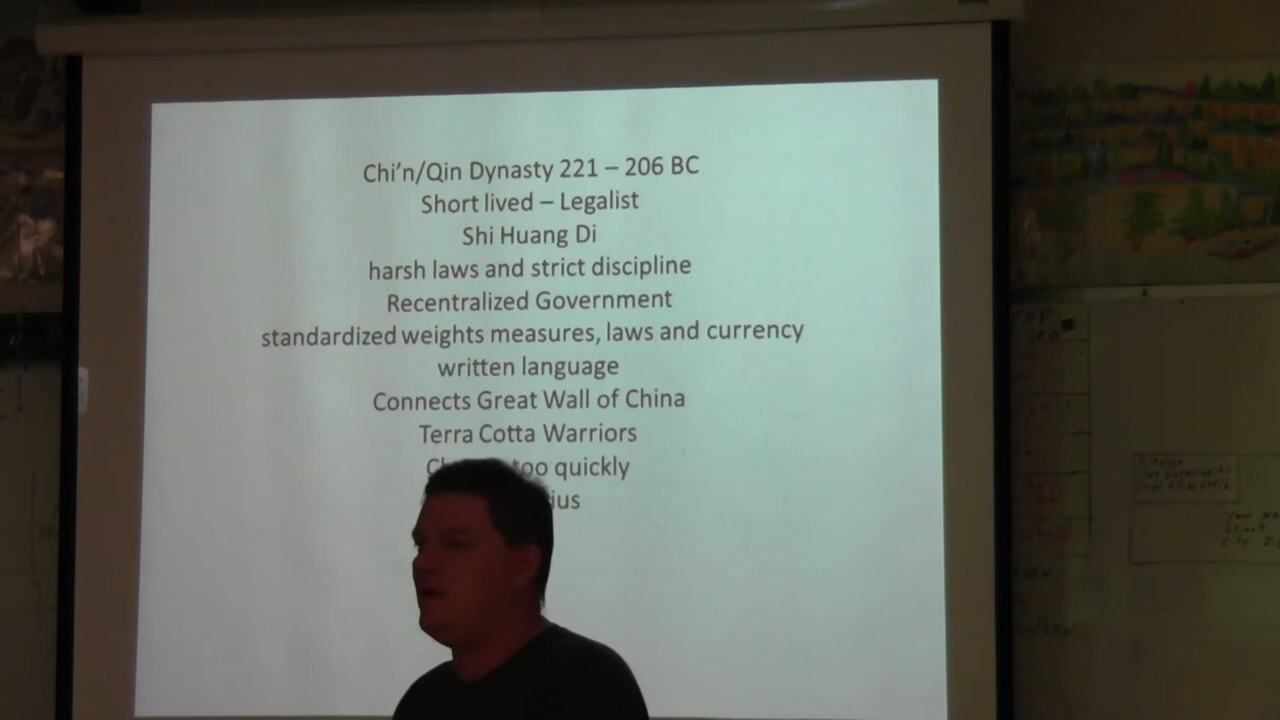 Chi'n/Qin Dynasty 221 – 206 BC
Short lived – Legalist
Shi Huang Di
harsh laws and strict discipline
Recentralized Government
standardized weights measures, laws and currency
written language
Connects Great Wall of China
Terra Cotta Warriors
too quickly